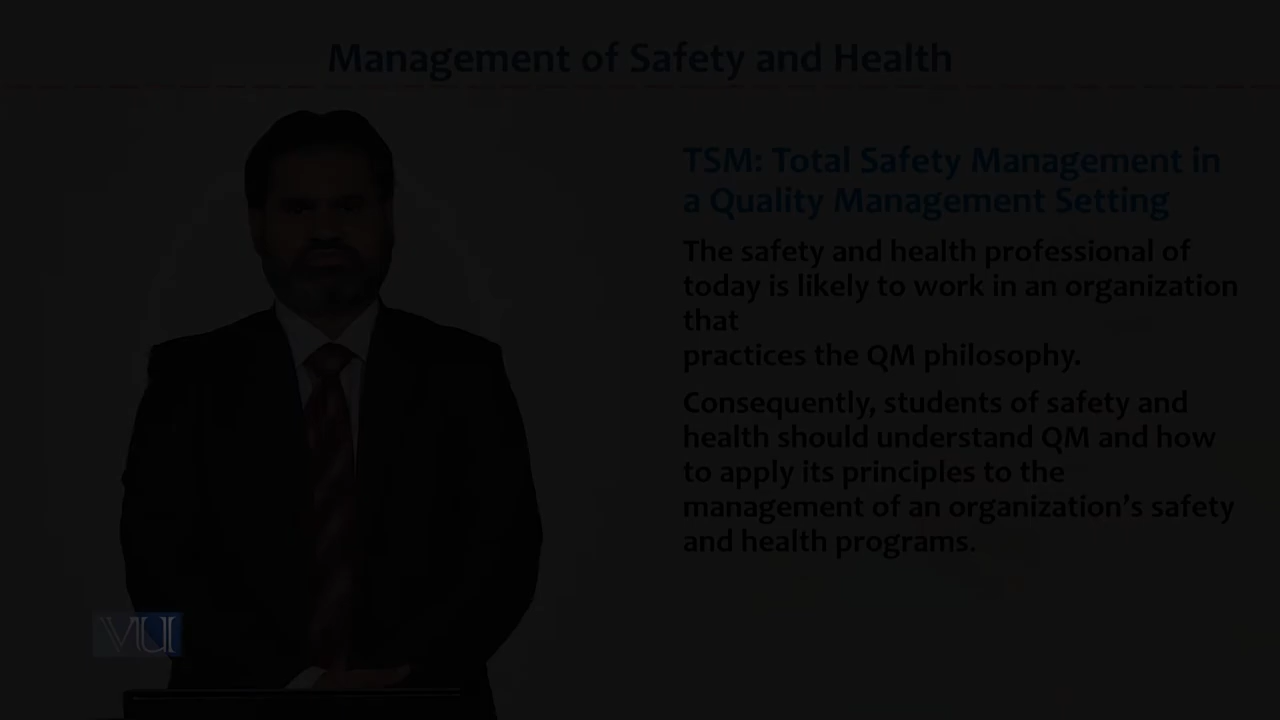 Management of Safety and Health
TSM: Total Safety Management in
a Quality Management Setting
The safety and health professional of
today is likely to work in an organization
that
practices the QM philosophy.
Consequently, students of safety and
health should understand QM and how
to apply its principles to the
management of an organization’s safety
and health programs.
VU